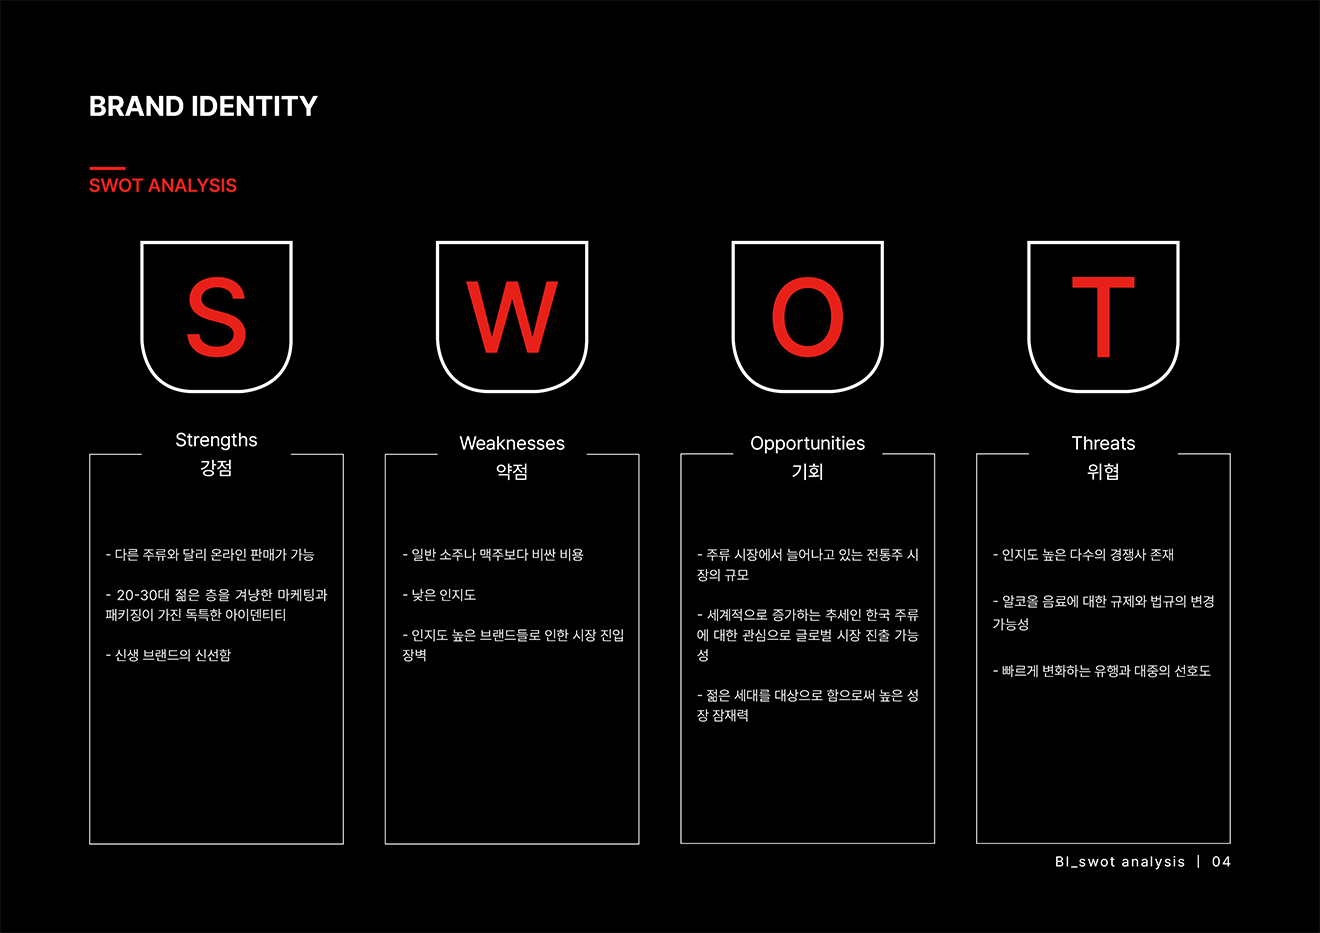 BRAND IDENTITY
SWOT ANALYSIS
S
Strengths
강점
- 다른 주류와 달리 온라인 판매가 가능
- 20-30대 젊은 층을 겨냥한 마케팅과
패키징이 가진 독특한 아이덴티티
- 신생 브랜드의 신선함
W
Weaknesses
약점
- 일반 소주나 맥주보다 비싼 비용
- 낮은 인지도
- 인지도 높은 브랜드들로 인한 시장 진입
장벽
O
Opportunities
기회
- 주류 시장에서 늘어나고 있는 전통주 시
장의 규모
- 세계적으로 증가하는 추세인 한국 주류
에 대한 관심으로 글로벌 시장 진출 가능
성
- 젊은 세대를 대상으로 함으로써 높은 성
장 잠재력
T
Threats
위협
- 인지도 높은 다수의 경쟁사 존재
- 알코올 음료에 대한 규제와 법규의 변경
가능성
- 빠르게 변화하는 유행과 대중의 선호도
BI_swot analysis | 04